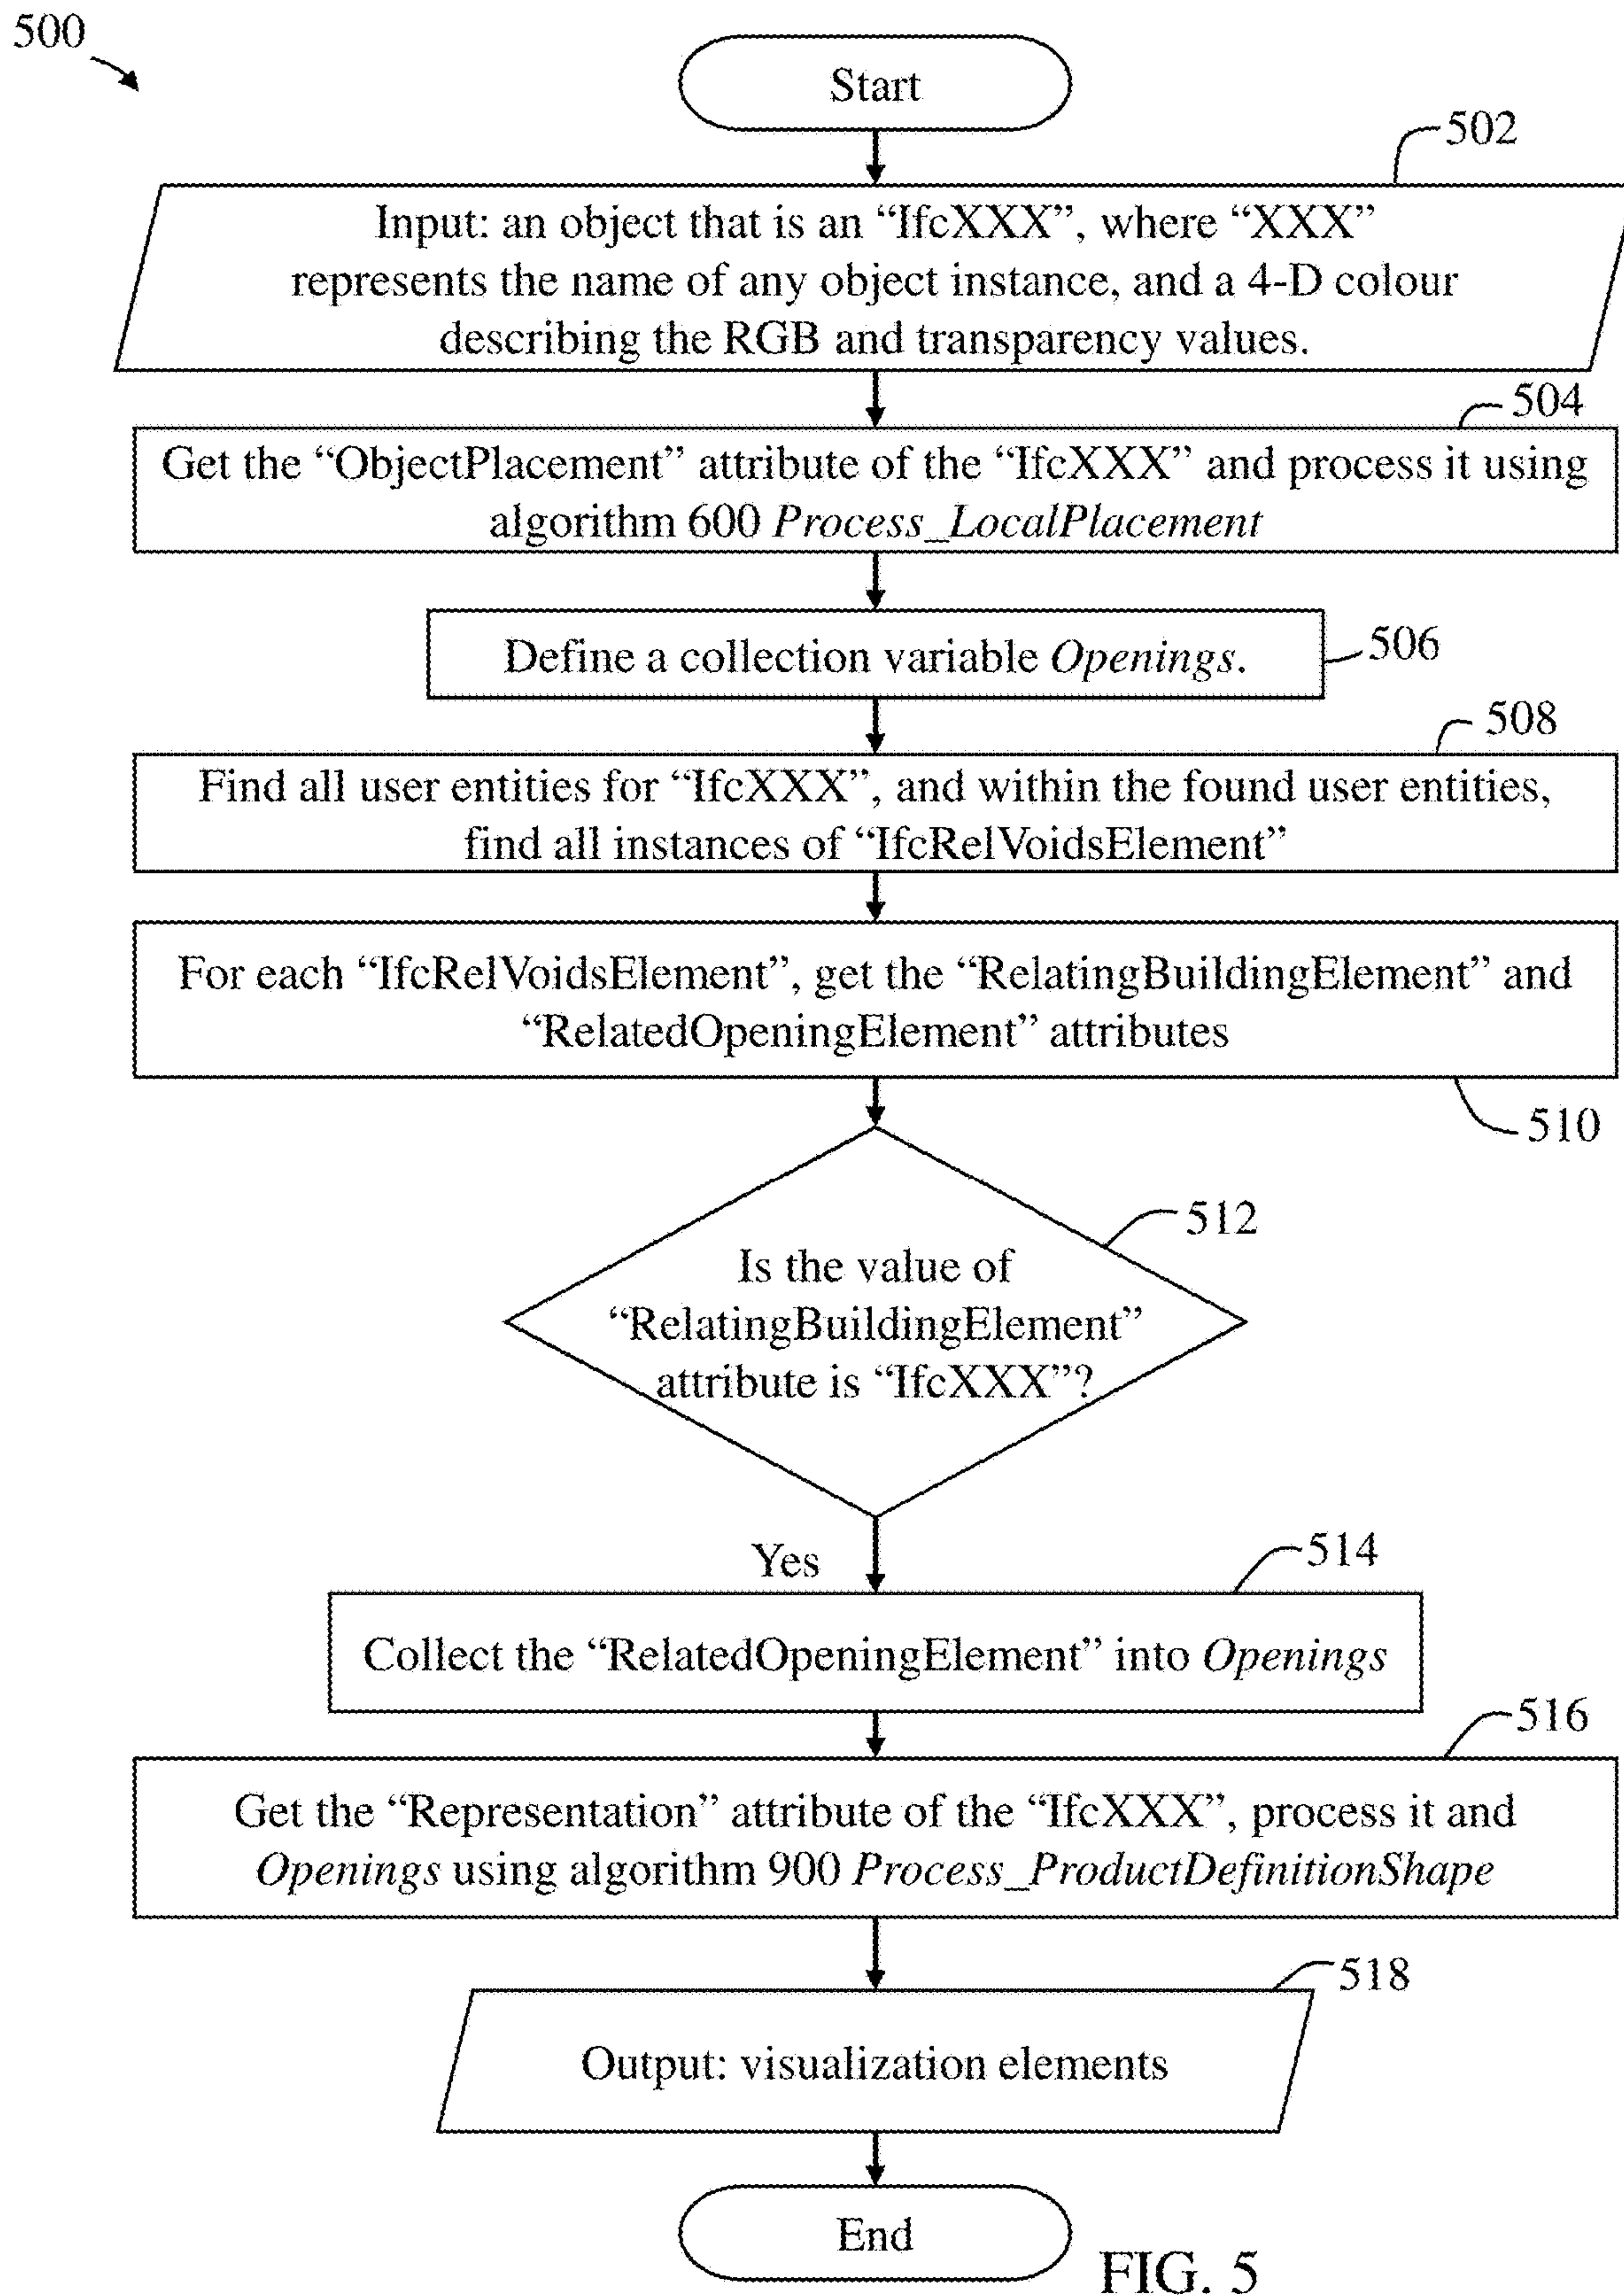 500
Start
502
Input: an object that is an “IfcXXX”, where “XXX”
represents the name of any object instance, and a 4-D colour
describing the RGB and transparency values.
504
Get the “ObjectPlacement” attribute of the “IfcXXX” and process it using
algorithm 600 Process_LocalPlacement
Define a collection variable Openings.
506
508
Find all user entities for “IfcXXX”, and within the found user entities,
find all instances of “IfcRelVoidsElement”
For each “IfcRelVoidsElement”, get the “RelatingBuildingElement” and
“RelatedOpeningElement” attributes
510
512
Is the value of
“RelatingBuildingElement”
attribute is “IfcXXX”?
Yes
514
Collect the “RelatedOpeningElement” into Openings
516
Get the “Representation” attribute of the “IfcXXX”, process it and
Openings using algorithm 900 Process_ProductDefinitionShape
518
Output: visualization elements
End
FIG. 5